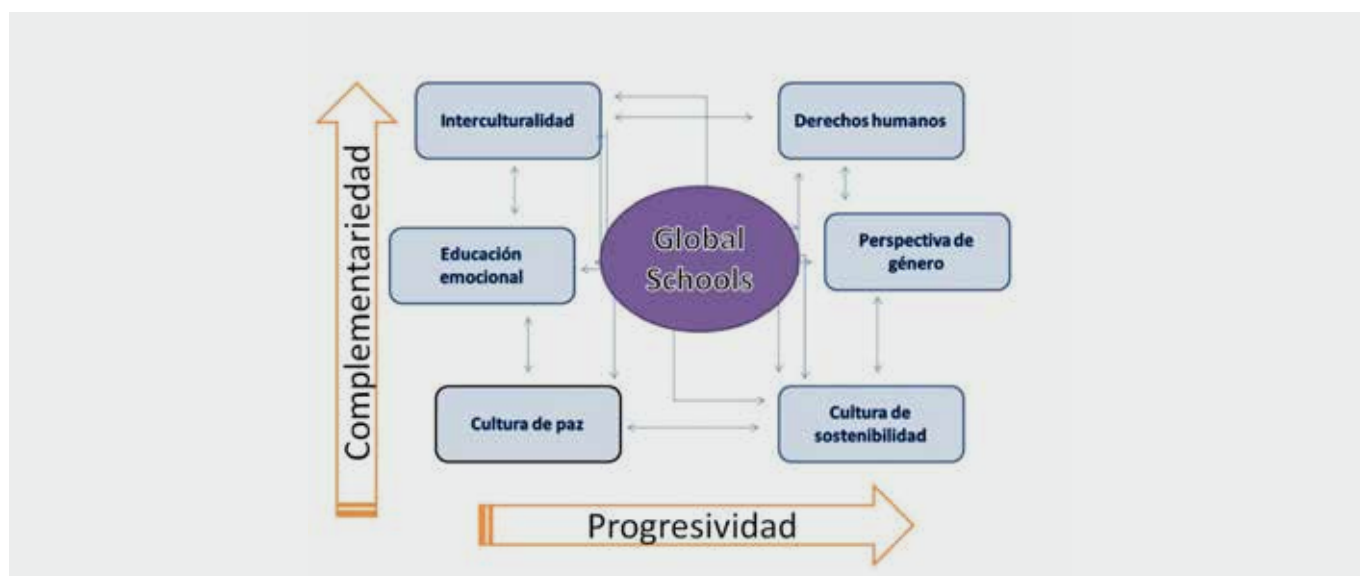 Complementariedad
Interculturalidad
Derechos humanos
Global
Schools
Educación
emocional
Perspectiva de
género
Cultura de paz
Cultura de
sostenibilidad
Progresividad